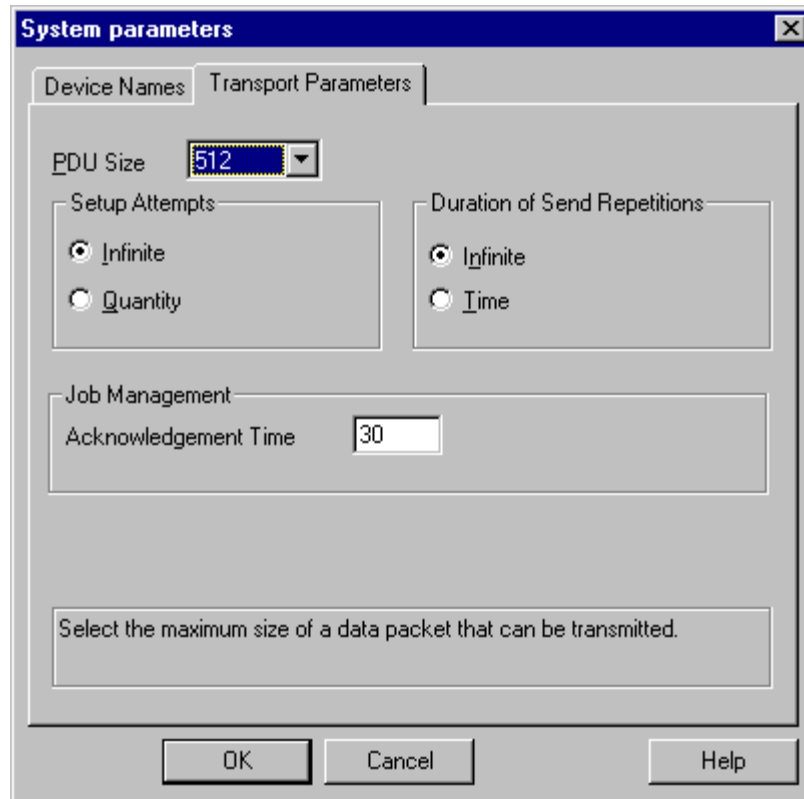 System parameters
Device Names
Transport Parameters
PDU Size 512
Setup Attempts
Infinite
Quantity
Duration of Send Repetitions
Infinite
Time
Job Management
Acknowledgement Time 30
Select the maximum size of a data packet that can be transmitted.
OK
Cancel
Help